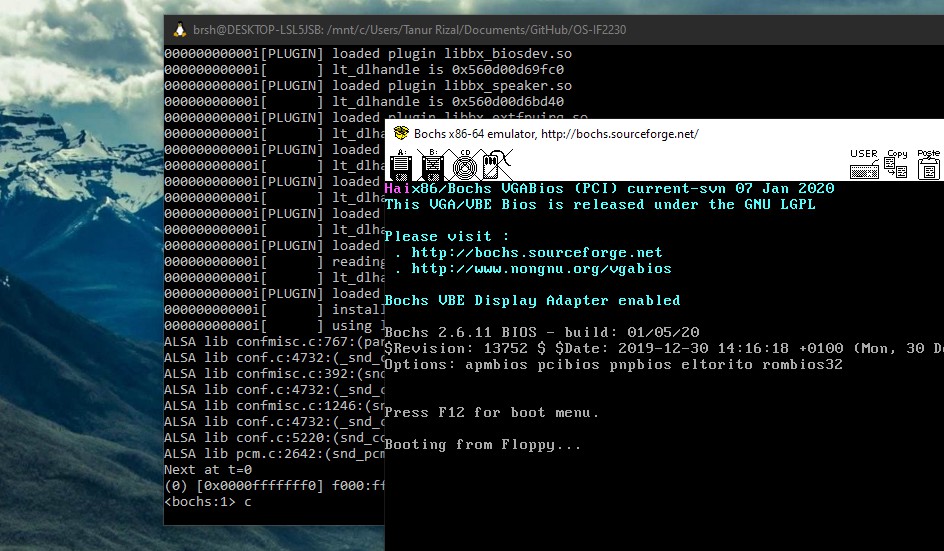 brsh@DESKTOP-LSL5JSB: /mnt/c/Users/Tanur Rizal/Documents/GitHub/OS-IF2230
00000000000i[PLUGIN] loaded plugin libbx_biosdev.so
00000000000i[      ] lt_dlhandle is 0x560d00d69fc0
00000000000i[PLUGIN] loaded plugin libbx_speaker.so
00000000000i[      ] lt_dlhandle is 0x560d00d6bd40
00000000000i[PLUGIN] loaded plugin libbx_extfpuirq.so
00000000000i[      ] lt_dlha
00000000000i[PLUGIN] loaded
00000000000i[      ] lt_dlha
00000000000i[PLUGIN] loaded
00000000000i[      ] lt_dlha
00000000000i[PLUGIN] loaded
00000000000i[      ] lt_dlha
00000000000i[PLUGIN] loaded
00000000000i[      ] reading
00000000000i[      ] lt_dlha
00000000000i[PLUGIN] loaded
00000000000i[      ] instal
00000000000i[      ] using
ALSA lib confmisc.c:767:(par
ALSA lib conf.c:4732:(_snd_c
ALSA lib confmisc.c:392:(snd
ALSA lib conf.c:4732:(_snd_c
ALSA lib confmisc.c:1246:(sn
ALSA lib conf.c:4732:(_snd_c
ALSA lib conf.c:5220:(snd_co
ALSA lib pcm.c:2642:(snd_pcm
Next at t=0
(0) [0x0000fffffff0] f000:ff
<bochs:1> c
Bochs x86-64 emulator, http://bochs.sourceforge.net/
A: B: CD USER Copy Paste
Haix86/Bochs VGABios (PCI) current-svn 07 Jan 2020
This VGA/VBE Bios is released under the GNU LGPL
Please visit :
. http://bochs.sourceforge.net
. http://www.nongnu.org/vgabios
Bochs VBE Display Adapter enabled
Bochs 2.6.11 BIOS - build: 01/05/20
$Revision: 13752 $ $Date: 2019-12-30 14:16:18 +0100 (Mon, 30 De
Options: apmbios pcibios pnpbios eltorito rombios32
Press F12 for boot menu.
Booting from Floppy...